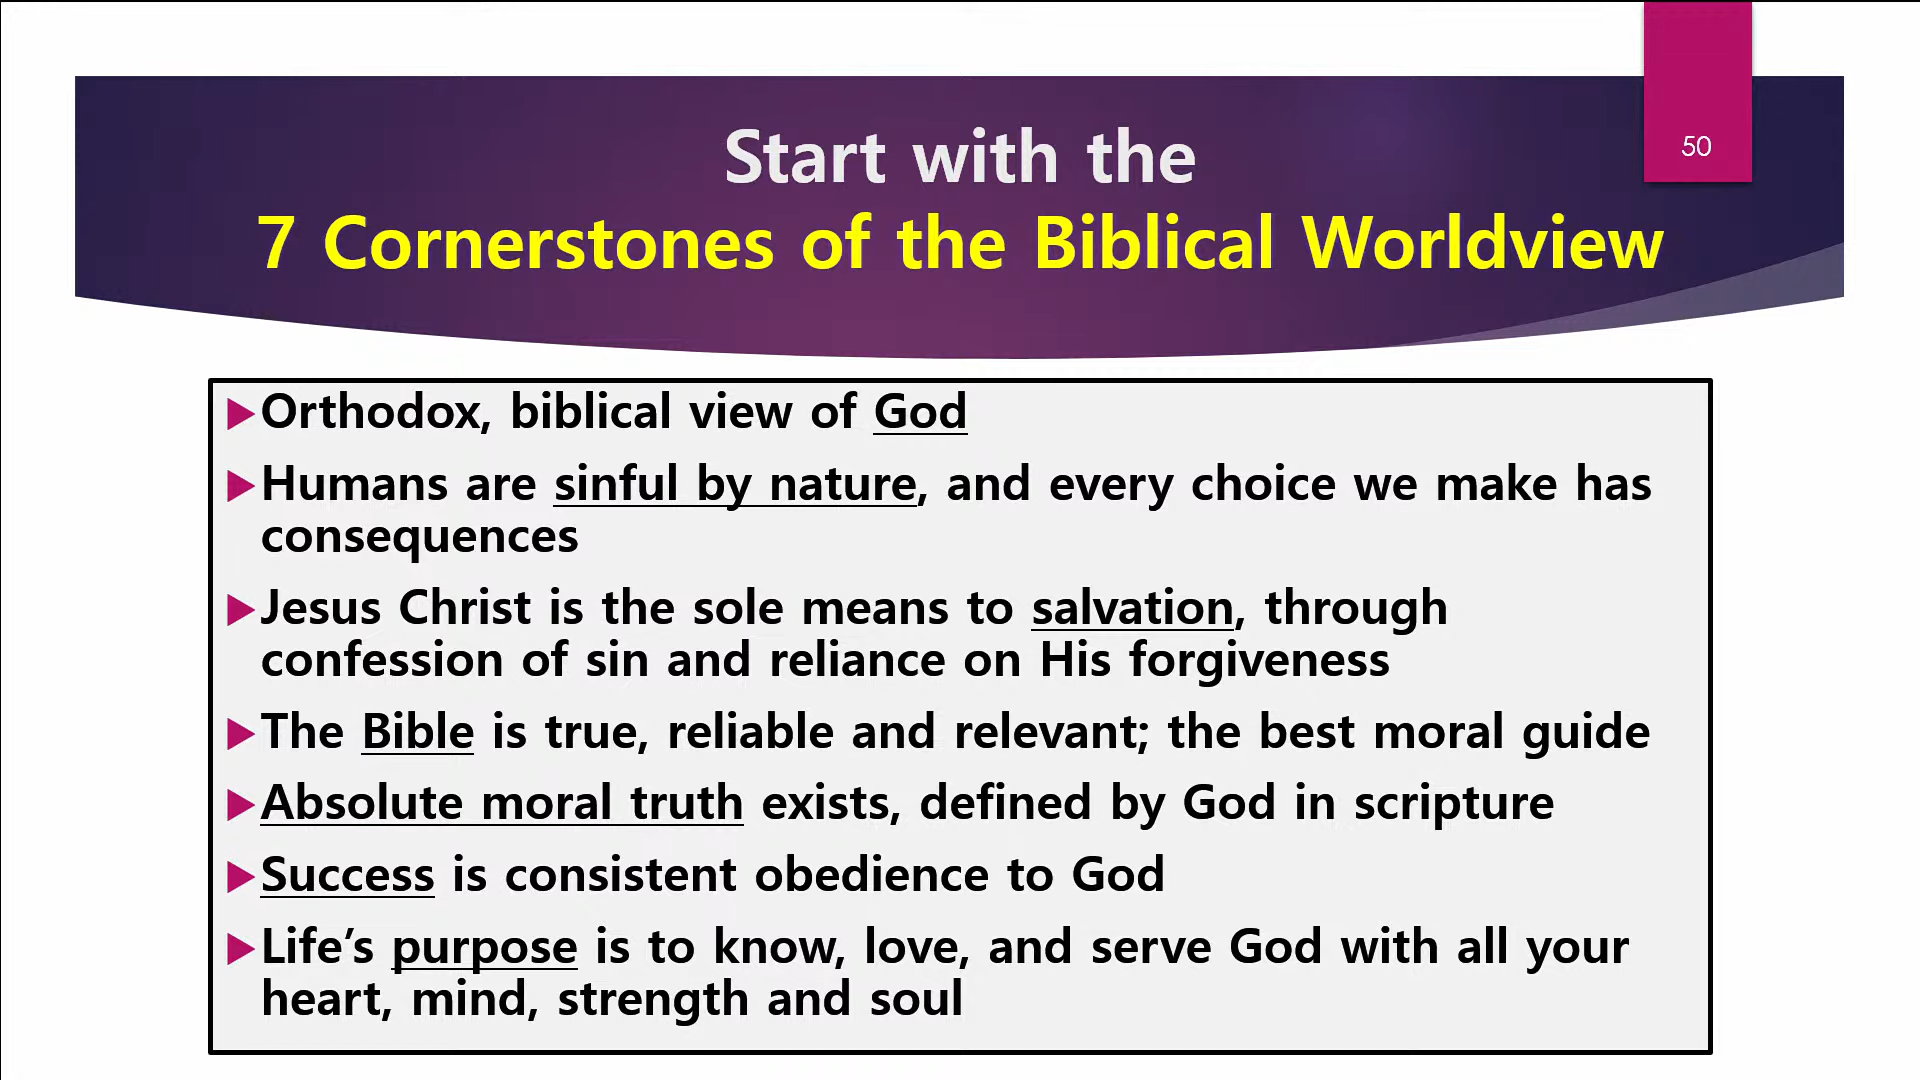 50
Start with the
7 Cornerstones of the Biblical Worldview
Orthodox, biblical view of God
Humans are sinful by nature, and every choice we make has
consequences
Jesus Christ is the sole means to salvation, through
confession of sin and reliance on His forgiveness
The Bible is true, reliable and relevant; the best moral guide
Absolute moral truth exists, defined by God in scripture
Success is consistent obedience to God
Life’s purpose is to know, love, and serve God with all your
heart, mind, strength and soul